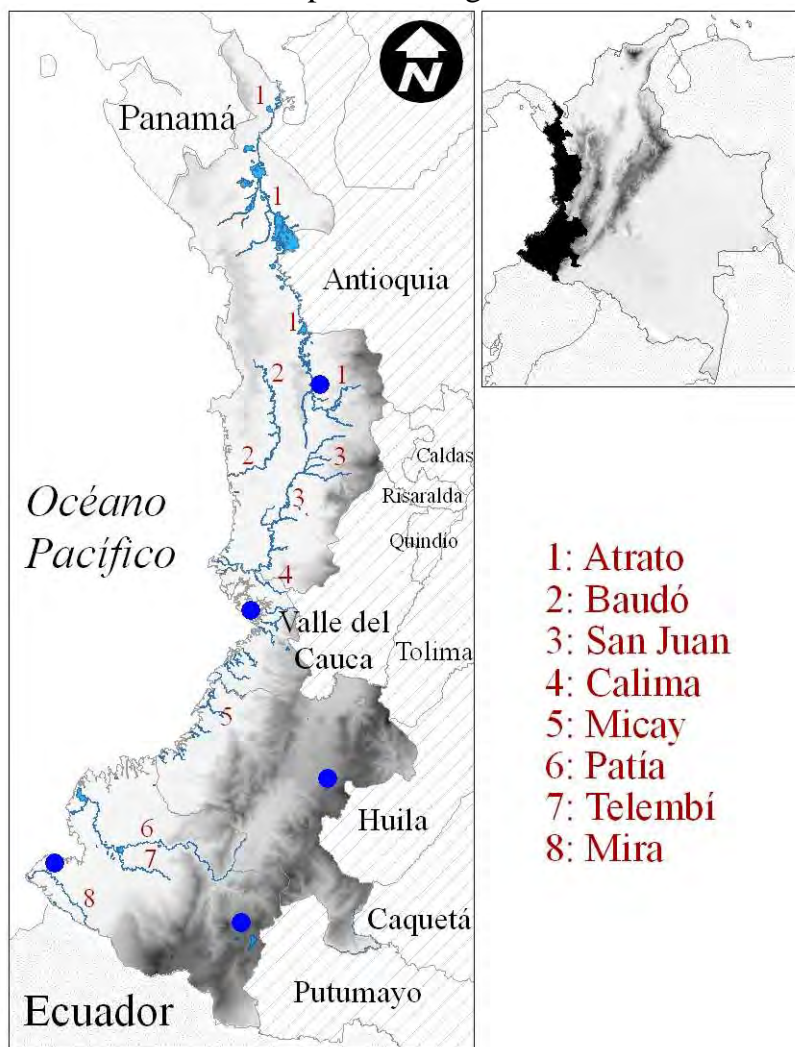 N
1
Panamá
1
Antioquia
1
2
1
Caldas
2
3
Risaralda
Océano
Pacífico
3
Quindío
4
Valle del
Cauca
Tolima
5
Huila
6
7
8
Caquetá
Putumayo
Ecuador
1: Atrato
2: Baudó
3: San Juan
4: Calima
5: Micay
6: Patía
7: Telembí
8: Mira